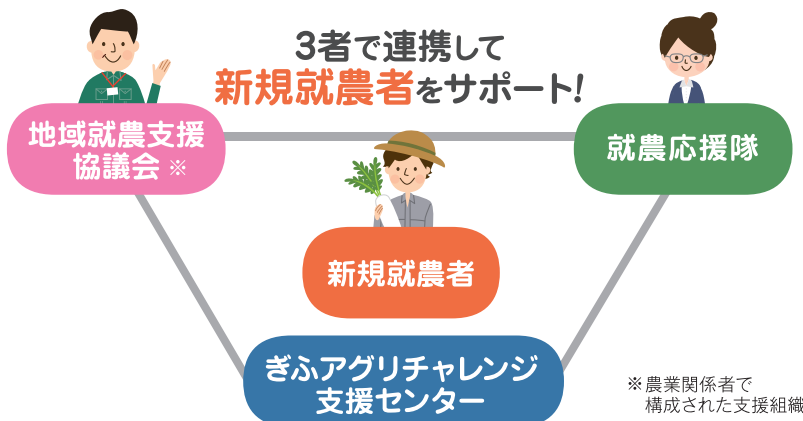 3者で連携して
新規就農者をサポート!
地域就農支援
協議会 ※
就農応援隊
新規就農者
ぎふアグリチャレンジ
支援センター
※農業関係者で
構成された支援組織